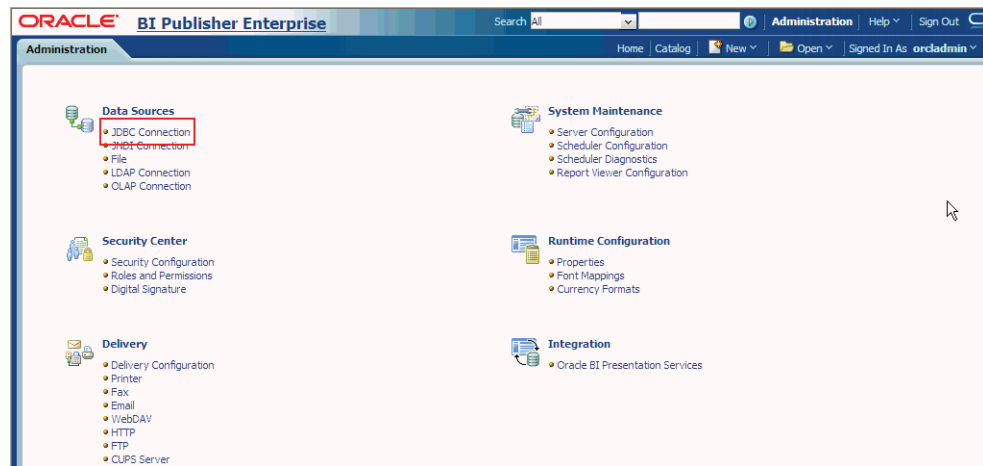 ORACLE BI Publisher Enterprise Search All Administration Help Sign Out
Administration Home Catalog New Open Signed In As orcladmin
Data Sources
JDBC Connection
JNDI Connection
File
LDAP Connection
OLAP Connection
System Maintenance
Server Configuration
Scheduler Configuration
Scheduler Diagnostics
Report Viewer Configuration
Security Center
Security Configuration
Roles and Permissions
Digital Signature
Runtime Configuration
Properties
Font Mappings
Currency Formats
Delivery
Delivery Configuration
Printer
Fax
Email
WebDAV
HTTP
FTP
CUPS Server
Integration
Oracle BI Presentation Services